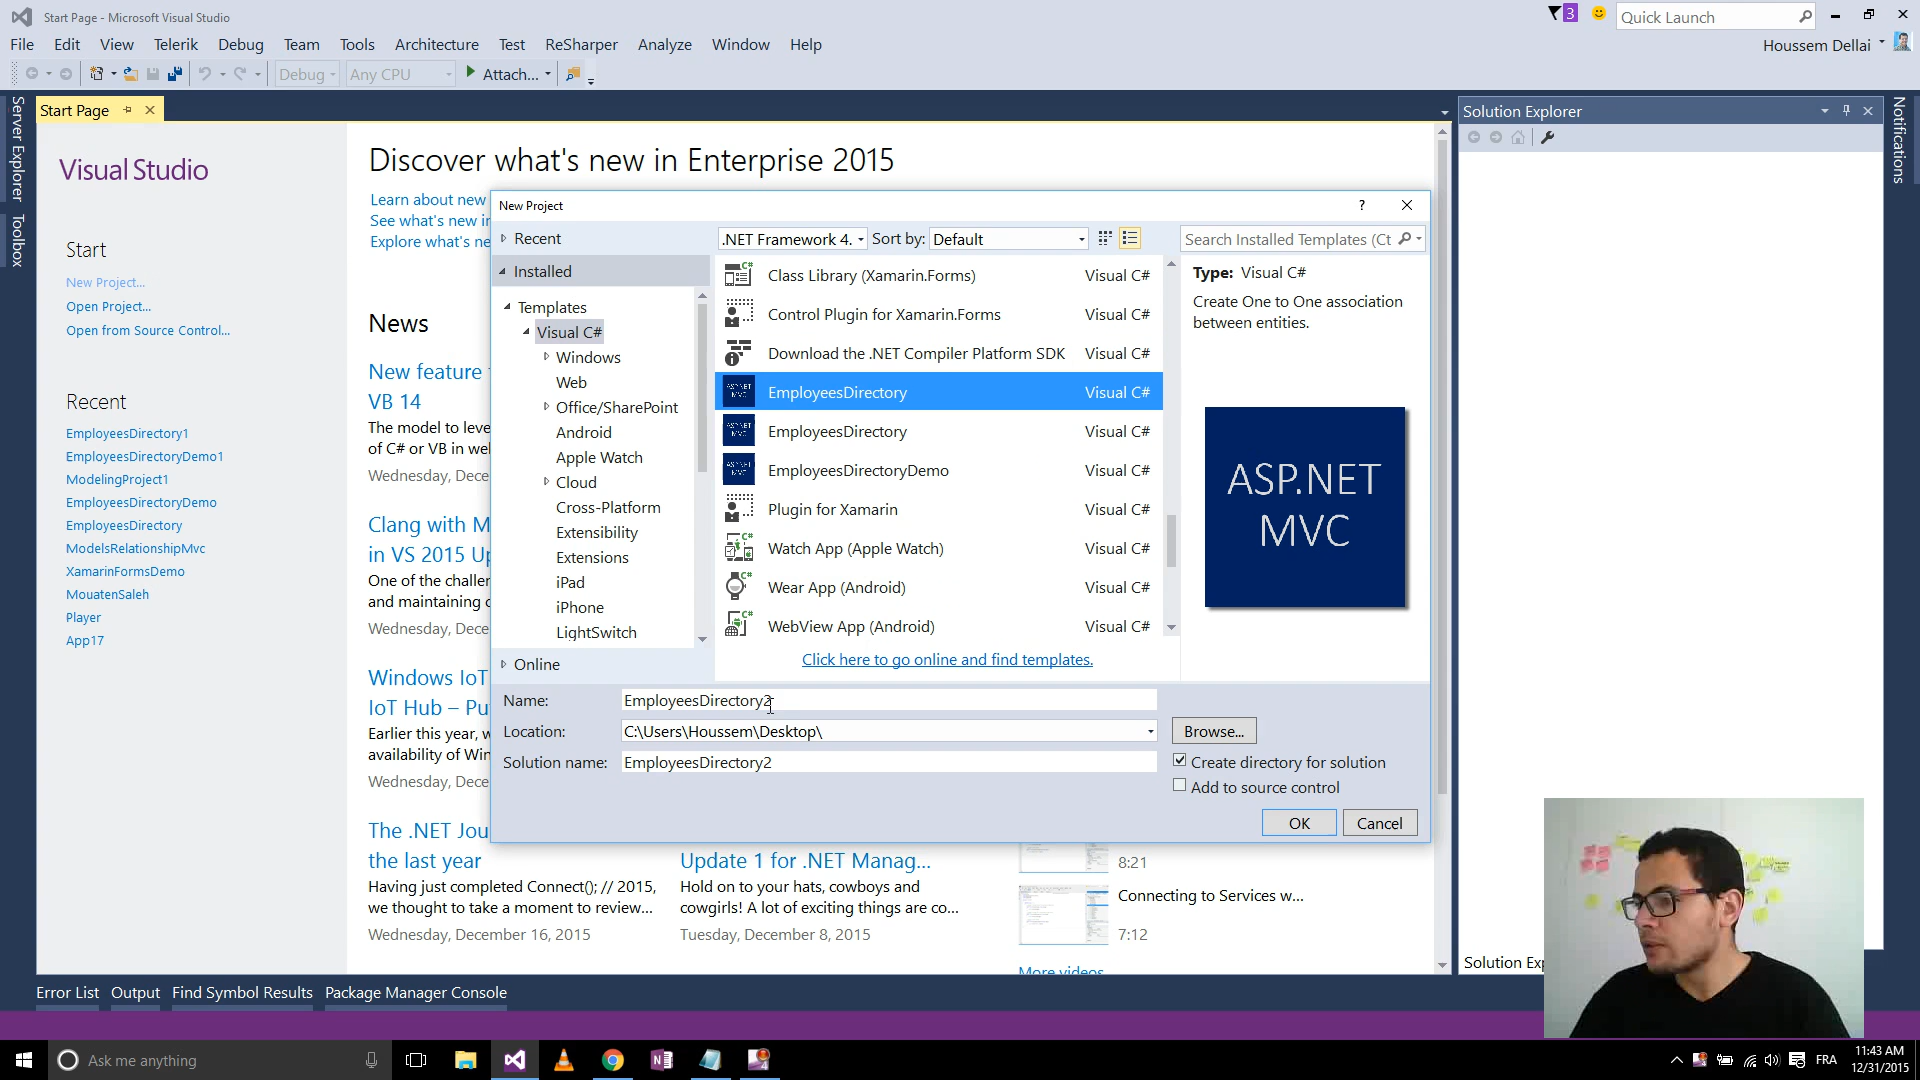 Start Page - Microsoft Visual Studio
3
Quick Launch
File Edit View Telerik Debug Team Tools Architecture Test ReSharper Analyze Window Help
Houssem Dellai
Debug Any CPU Attach...
Server Explorer
Toolbox
Start Page
Solution Explorer
Notifications
Visual Studio
Start
New Project...
Open Project...
Open from Source Control...
Recent
EmployeesDirectory1
EmployeesDirectoryDemo1
ModelingProject1
EmployeesDirectoryDemo
EmployeesDirectory
ModelsRelationshipMvc
XamarinFormsDemo
MouatenSaleh
Player
App17
Discover what's new in Enterprise 2015
Learn about new
See what's new in
Explore what's ne
News
New feature
VB 14
The model to leve
of C# or VB in wel
Wednesday, Dece
Clang with M
in VS 2015 Up
One of the challen
and maintaining
Wednesday, Dece
Windows IoT
IoT Hub – Pu
Earlier this year, w
availability of Win
Wednesday, Dece
The .NET Jou
the last year
Having just completed Connect(); // 2015,
we thought to take a moment to review...
Wednesday, December 16, 2015
Update 1 for .NET Manag...
Hold on to your hats, cowboys and
cowgirls! A lot of exciting things are co...
Tuesday, December 8, 2015
8:21
Connecting to Services w...
7:12
More videos
New Project
?
Recent
.NET Framework 4.
Sort by: Default
Search Installed Templates (Ct
Installed
Templates
Visual C#
Windows
Web
Office/SharePoint
Android
Apple Watch
Cloud
Cross-Platform
Extensibility
Extensions
iPad
iPhone
LightSwitch
Online
Class Library (Xamarin.Forms) Visual C#
Control Plugin for Xamarin.Forms Visual C#
Download the .NET Compiler Platform SDK Visual C#
ASP.NET MVC EmployeesDirectory Visual C#
ASP.NET MVC EmployeesDirectory Visual C#
ASP.NET MVC EmployeesDirectoryDemo Visual C#
Plugin for Xamarin Visual C#
Watch App (Apple Watch) Visual C#
Wear App (Android) Visual C#
WebView App (Android) Visual C#
Click here to go online and find templates.
Type: Visual C#
Create One to One association
between entities.
ASP.NET
MVC
Name: EmployeesDirectory2
Location: C:\Users\Houssem\Desktop\
Browse...
Solution name: EmployeesDirectory2
Create directory for solution
Add to source control
OK Cancel
Solution Exp
Error List Output Find Symbol Results Package Manager Console
Ask me anything
FRA
11:43 AM
12/31/2015